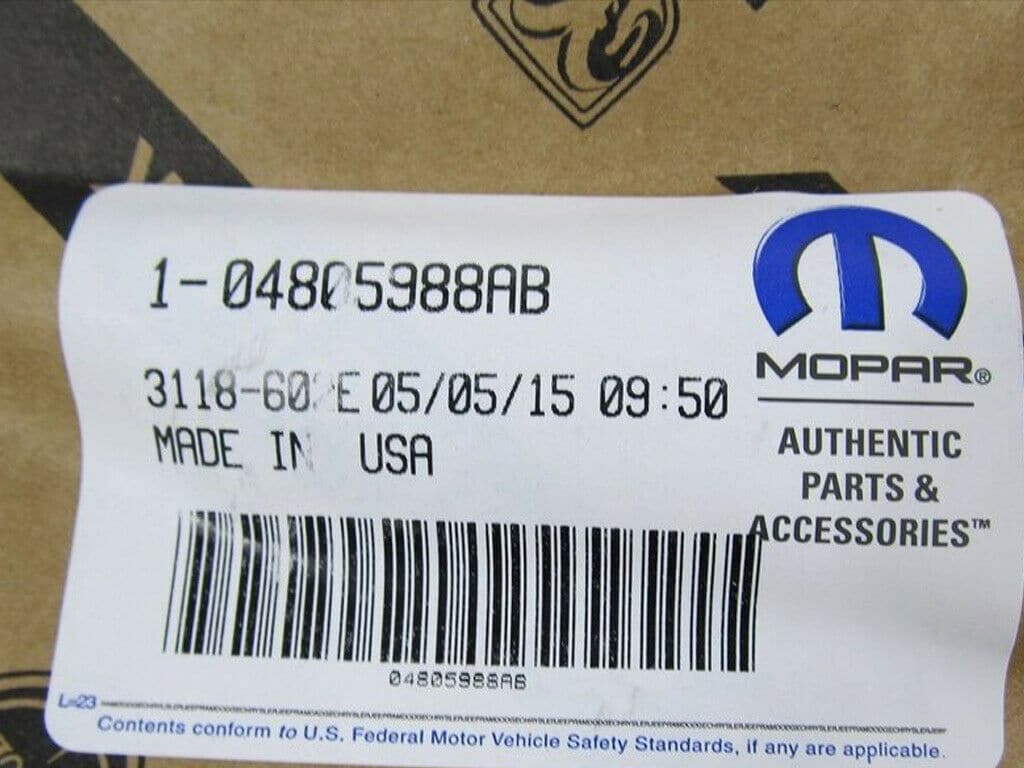 1-04805988AB
3118-60 E 05/05/15 09:50
MADE IN USA
MOPAR®
AUTHENTIC
PARTS &
ACCESSORIES™
04805988AB
L=23
Contents conform to U.S. Federal Motor Vehicle Safety Standards, if any are applicable.